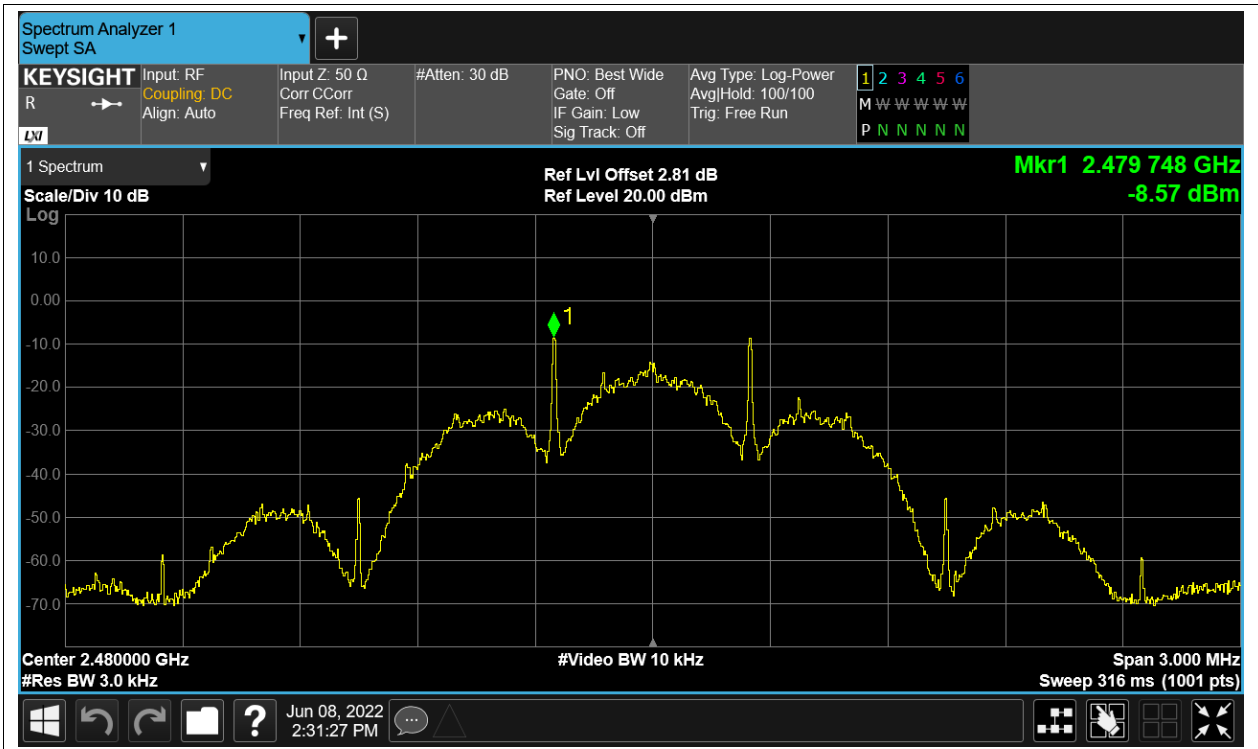 Spectrum Analyzer 1
Swept SA
KEYSIGHT
R
LXI
Input: RF
Coupling: DC
Align: Auto
Input Z: 50 Ω
Corr CCorr
Freq Ref: Int (S)
#Atten: 30 dB
PNO: Best Wide
Gate: Off
IF Gain: Low
Sig Track: Off
Avg Type: Log-Power
Avg|Hold: 100/100
Trig: Free Run
1 2 3 4 5 6
M W W W W W
P N N N N N
1 Spectrum
Scale/Div 10 dB
Log
Ref Lvl Offset 2.81 dB
Ref Level 20.00 dBm
Mkr1 2.479 748 GHz
-8.57 dBm
10.0
0.00
-10.0
-20.0
-30.0
-40.0
-50.0
-60.0
-70.0
1
Center 2.480000 GHz
#Res BW 3.0 kHz
#Video BW 10 kHz
Span 3.000 MHz
Sweep 316 ms (1001 pts)
?
Jun 08, 2022
2:31:27 PM